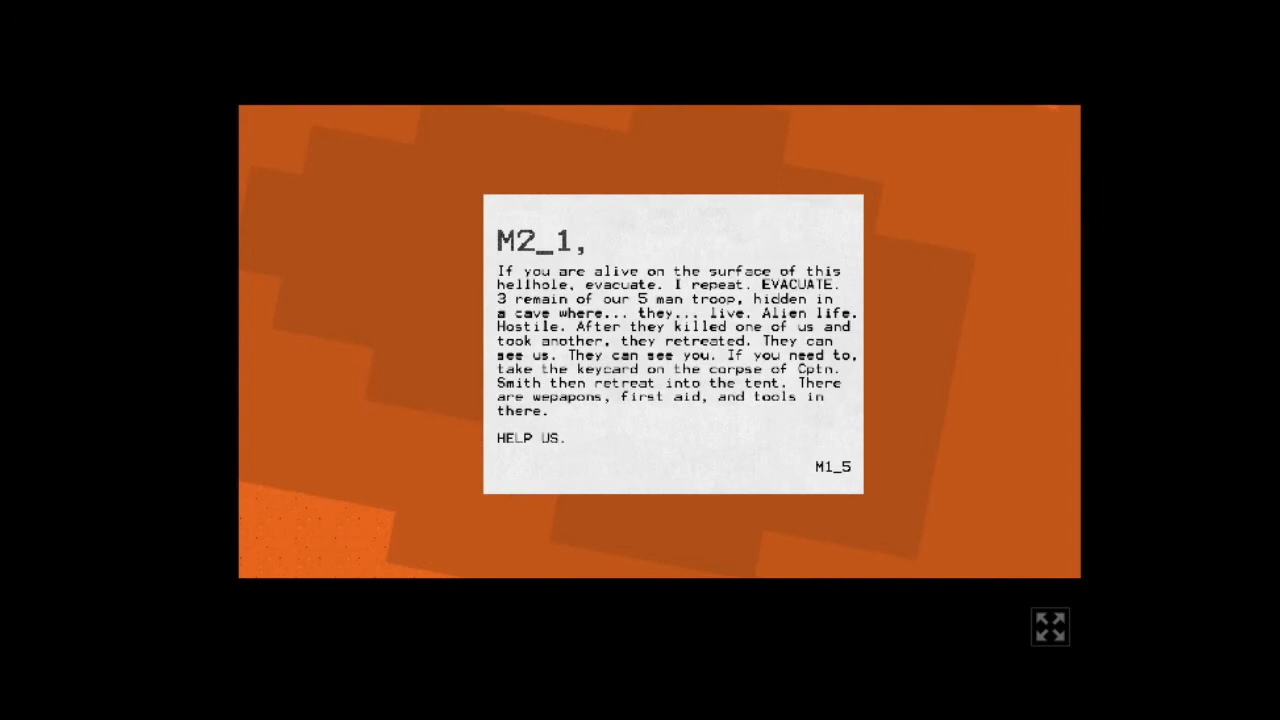 M2_1,
If you are alive on the surface of this
hellhole, evacuate. I repeat. EVACUATE.
3 remain of our 5 man troop, hidden in
a cave where... they... live. Alien life.
Hostile. After they killed one of us and
took another, they retreated. They can
see us. They can see you. If you need to,
take the keycard on the corpse of Cptn.
Smith then retreat into the tent. There
are wepapons, first aid, and tools in
there.
HELP US.
M1_5